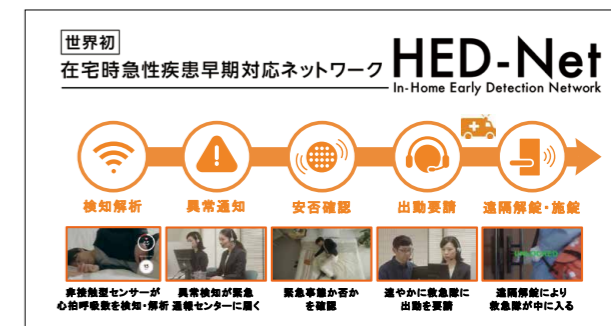 世界初
在宅時急性疾患早期対応ネットワーク HED-Net
In-Home Early Detection Network
検知解析 異常通知 安否確認 出動要請 遠隔解錠・施錠
UNLOCKED
非接触型センサーが 異常検知が緊急 緊急事態か否か 速やかに救急隊に 遠隔解錠により
心拍呼吸数を検知・解析 通報センターに届く を確認 出動を要請 救急隊が中に入る